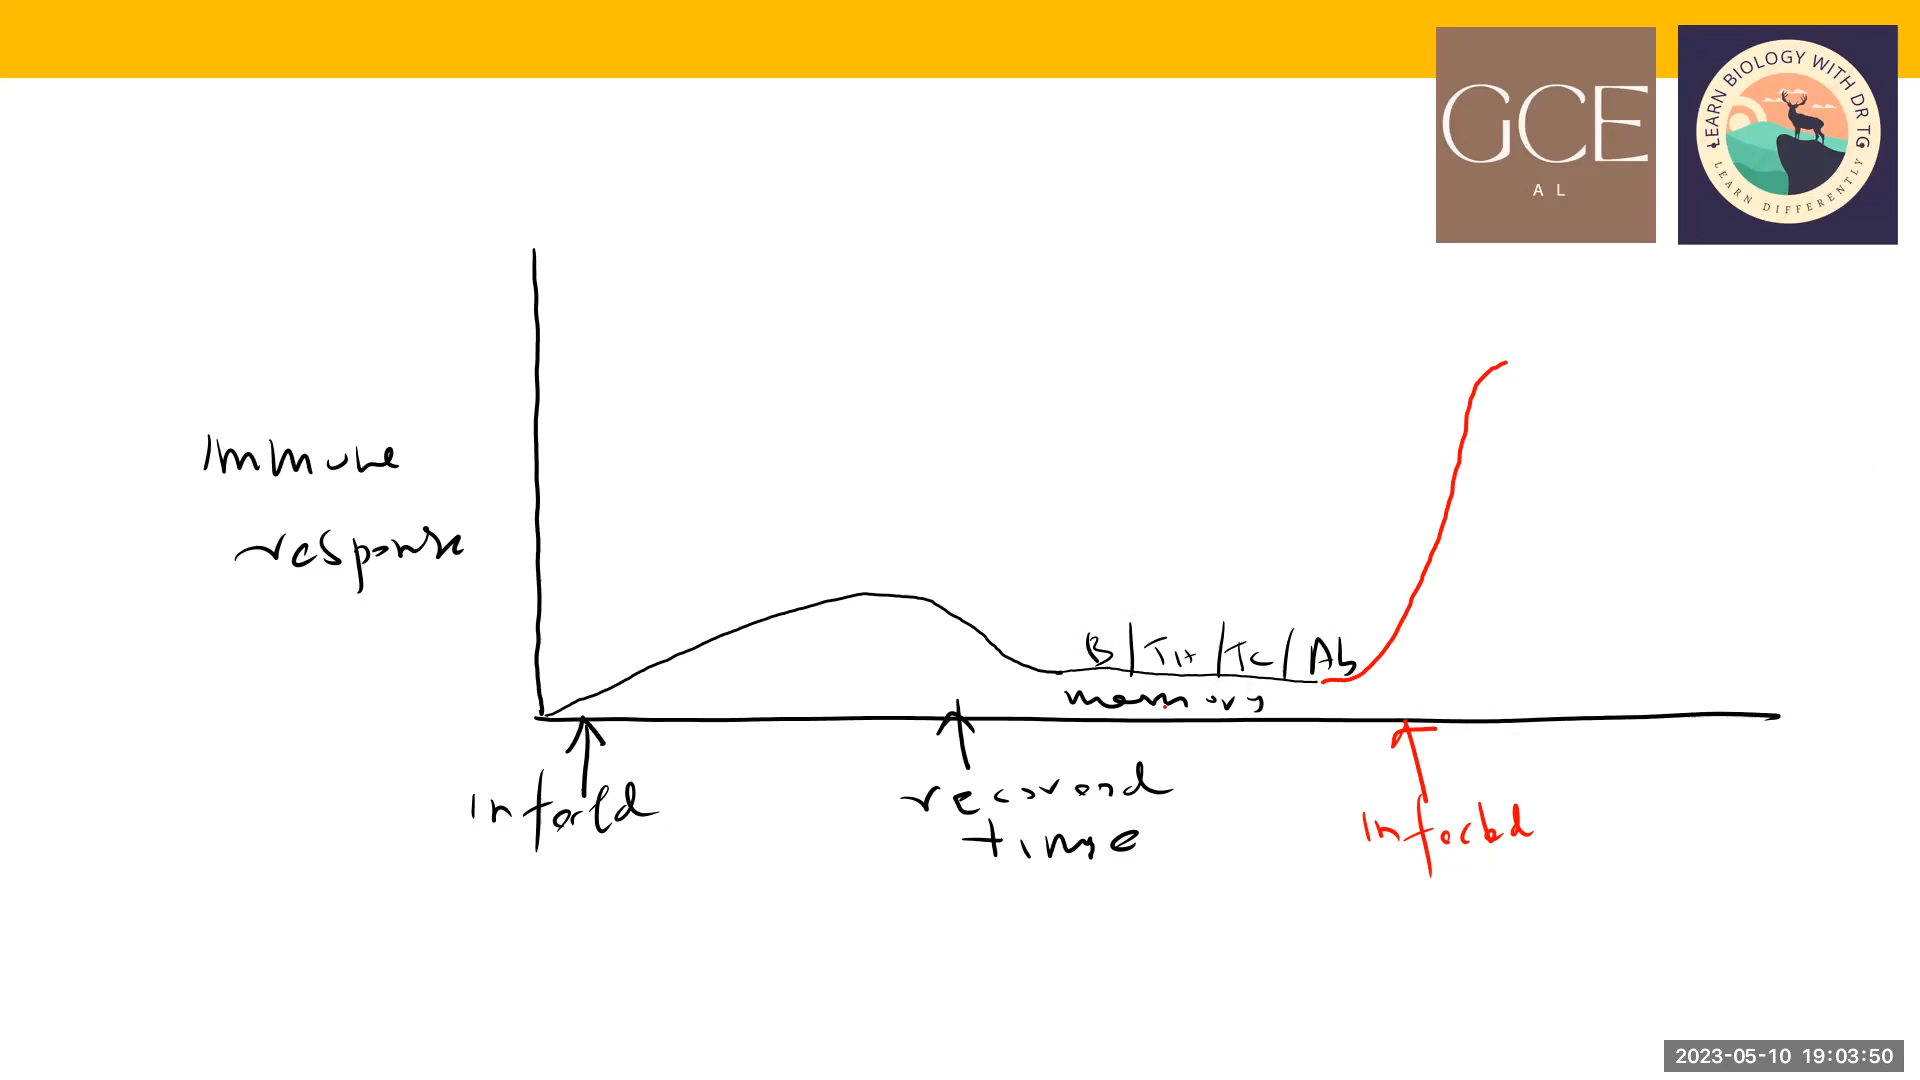 GCE
A L
LEARN BIOLOGY WITH DR TG
LEARN DIFFERENTLY
Immune
response
B / TH / Tc / Ab
memory
Infected
recovered
time
Infected
2023-05-10 19:03:50